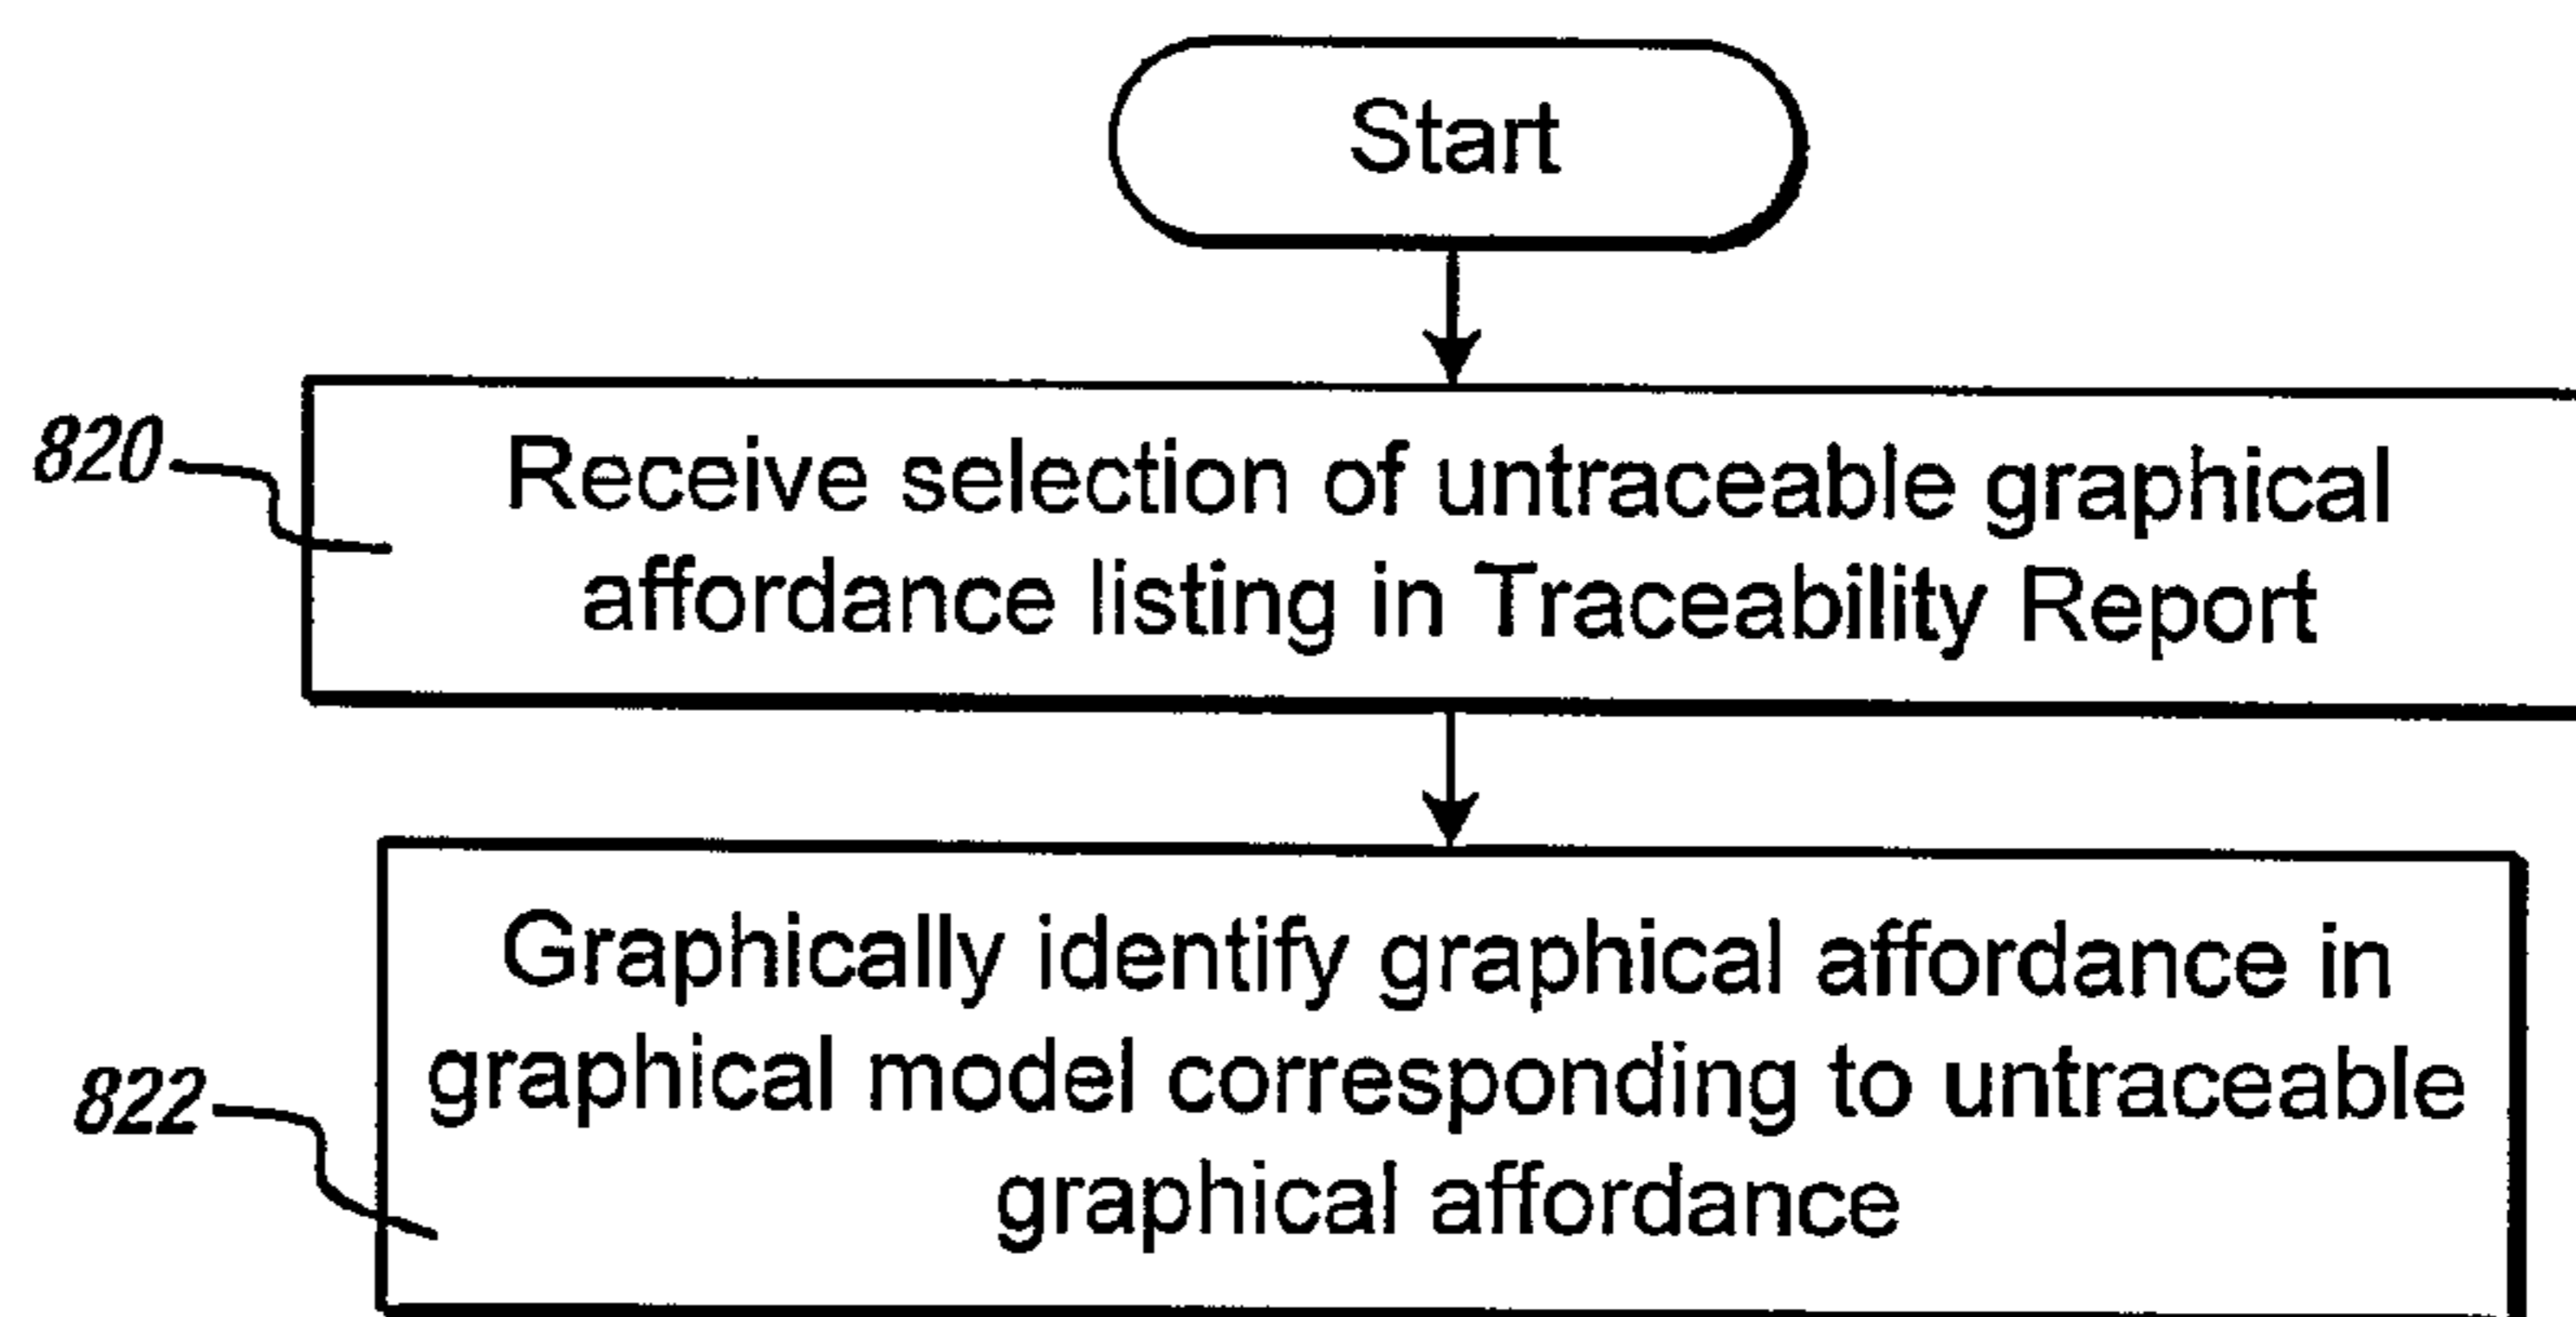 Start
820
Receive selection of untraceable graphical
affordance listing in Traceability Report
Graphically identify graphical affordance in
graphical model corresponding to untraceable
822
graphical affordance